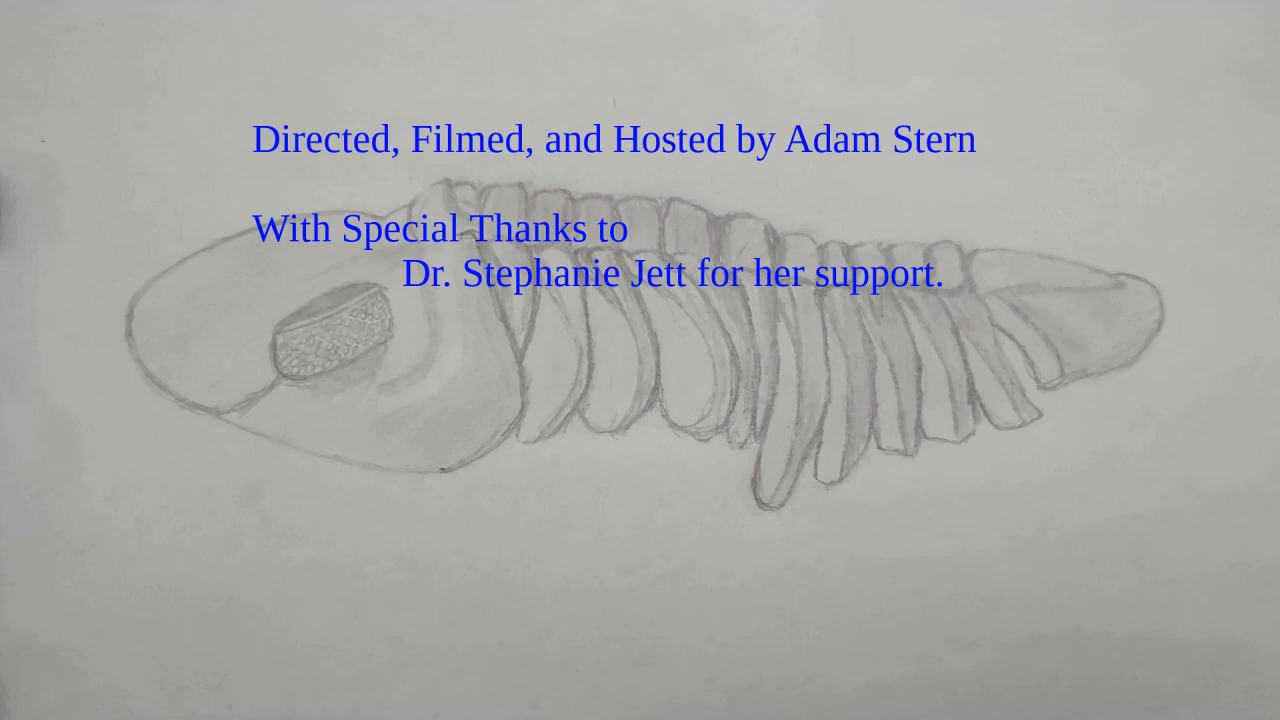 Directed, Filmed, and Hosted by Adam Stern
With Special Thanks to
Dr. Stephanie Jett for her support.